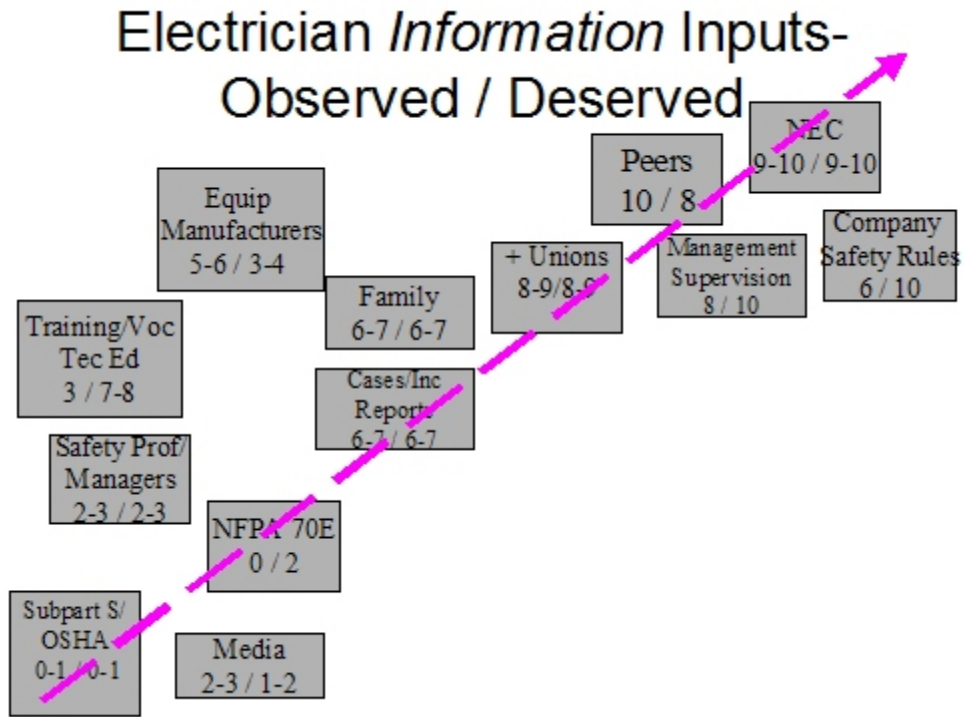 Electrician Information Inputs-
Observed / Deserved
NEC
9-10 / 9-10
Peers
10 / 8
Equip
Manufacturers
5-6 / 3-4
Company
Safety Rules
6 / 10
Management
Supervision
8 / 10
+ Unions
8-9/8-9
Family
6-7 / 6-7
Training/Voc
Tec Ed
3 / 7-8
Cases/Inc
Reports
6-7 / 6-7
Safety Prof/
Managers
2-3 / 2-3
NFPA 70E
0 / 2
Subpart S/
OSHA
0-1 / 0-1
Media
2-3 / 1-2